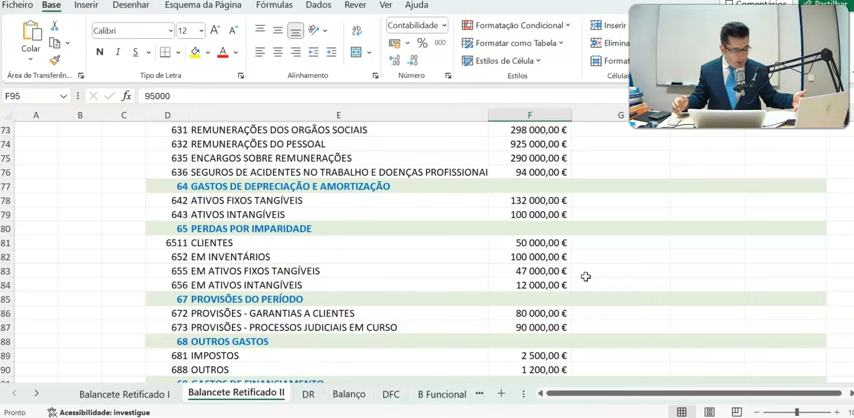 Ficheiro Base Inserir Desenhar Esquema da Página Fórmulas Dados Rever Ver Ajuda Comentários Partilhar
Calibri 12 Contabilidade Formatação Condicional Inserir
Colar N I S % 000 Formatar como Tabela Elimina
Estilos de Célula Format
Área de Transferên... Tipo de Letra Alinhamento Número Estilos Célula
F95 fx 95000
A B C D E F G
73 631 REMUNERAÇÕES DOS ORGÃOS SOCIAIS 298 000,00 €
74 632 REMUNERAÇÕES DO PESSOAL 925 000,00 €
75 635 ENCARGOS SOBRE REMUNERAÇÕES 290 000,00 €
76 636 SEGUROS DE ACIDENTES NO TRABALHO E DOENÇAS PROFISSIONAI 94 000,00 €
77 64 GASTOS DE DEPRECIAÇÃO E AMORTIZAÇÃO
78 642 ATIVOS FIXOS TANGÍVEIS 132 000,00 €
79 643 ATIVOS INTANGÍVEIS 100 000,00 €
80 65 PERDAS POR IMPARIDADE
81 6511 CLIENTES 50 000,00 €
82 652 EM INVENTÁRIOS 100 000,00 €
83 655 EM ATIVOS FIXOS TANGÍVEIS 47 000,00 €
84 656 EM ATIVOS INTANGÍVEIS 12 000,00 €
85 67 PROVISÕES DO PERÍODO
86 672 PROVISÕES - GARANTIAS A CLIENTES 80 000,00 €
87 673 PROVISÕES - PROCESSOS JUDICIAIS EM CURSO 90 000,00 €
88 68 OUTROS GASTOS
89 681 IMPOSTOS 2 500,00 €
90 688 OUTROS 1 200,00 €
69 GASTOS DE FINANCIAMENTO
Balancete Retificado I Balancete Retificado II DR Balanço DFC B Funcional ...
Pronto Acessibilidade: investigue